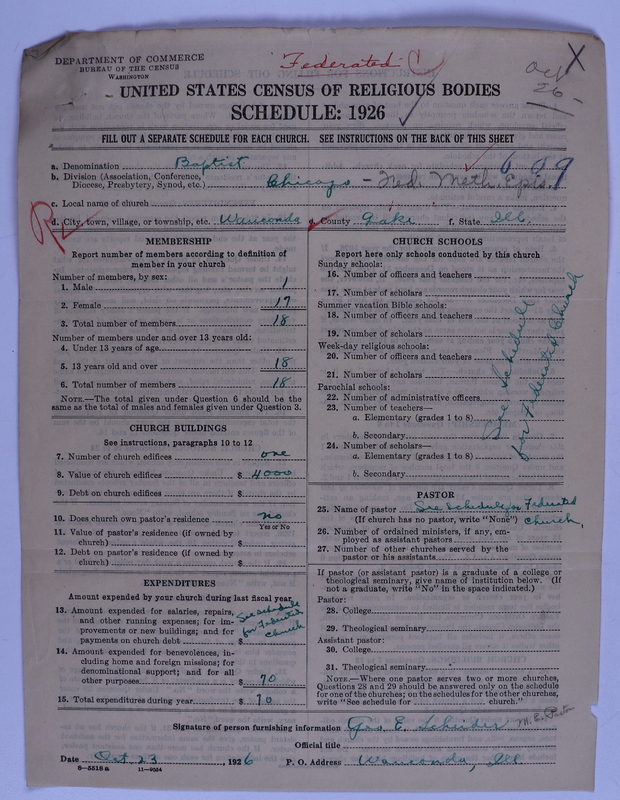 DEPARTMENT OF COMMERCE
BUREAU OF THE CENSUS
WASHINGTON
Federated
Oct
26-
X
UNITED STATES CENSUS OF RELIGIOUS BODIES
SCHEDULE: 1926
FILL OUT A SEPARATE SCHEDULE FOR EACH CHURCH. SEE INSTRUCTIONS ON THE BACK OF THIS SHEET
a. Denomination Baptist
609
b. Division (Association, Conference,
Diocese, Presbytery, Synod, etc.) Chicago - Fed. Meth. Epis.
c. Local name of church
d. City, town, village, or township, etc. Wauconda e. County Lake f. State Ill.
MEMBERSHIP
Report number of members according to definition of
member in your church
Number of members, by sex:
1. Male 1
2. Female 17
3. Total number of members 18
Number of members under and over 13 years old:
4. Under 13 years of age
5. 13 years old and over 18
6. Total number of members 18
NOTE.—The total given under Question 6 should be
same as the total of males and females given under Question 3.
CHURCH BUILDINGS
See instructions, paragraphs 10 to 12
7. Number of church edifices one
8. Value of church edifices $ 4000
9. Debt on church edifices $
10. Does church own pastor's residence no
Yes or No
11. Value of pastor's residence (if owned by
church) $
12. Debt on pastor's residence (if owned by
church) $
EXPENDITURES
Amount expended by your church during last fiscal year
13. Amount expended for salaries, repairs,
and other running expenses; for im-
provements or new buildings; and for
payments on church debt $
See Schedule
for Federated
Church
14. Amount expended for benevolences, in-
cluding home and foreign missions; for
denominational support; and for all
other purposes $ 70
15. Total expenditures during year $ 70
CHURCH SCHOOLS
Report here only schools conducted by this church
Sunday schools:
16. Number of officers and teachers
17. Number of scholars
Summer vacation Bible schools:
18. Number of officers and teachers
19. Number of scholars
Week-day religious schools:
20. Number of officers and teachers
21. Number of scholars
Parochial schools:
22. Number of administrative officers
23. Number of teachers—
a. Elementary (grades 1 to 8)
b. Secondary
24. Number of scholars—
a. Elementary (grades 1 to 8)
b. Secondary
See Schedule
for Federated Church
PASTOR
25. Name of pastor See Schedule for Federated
(If church has no pastor, write "None") Church.
26. Number of ordained ministers, if any, em-
ployed as assistant pastors
27. Number of other churches served by the
pastor or his assistants
If pastor (or assistant pastor) is a graduate of a college or
theological seminary, give name of institution below. (If
not a graduate, write "No" in the space indicated.)
Pastor:
28. College
29. Theological seminary
Assistant pastor:
30. College
31. Theological seminary
NOTE.—Where one pastor serves two or more churches,
Questions 28 and 29 should be answered only on the schedule
for one of the churches; on the schedules for the other churches,
write "See schedule for church."
Signature of person furnishing information Geo E. M.E. Pastor
Official title
Date Oct. 23, 1926 P. O. Address Wauconda, Ill
8—5518a 11—9024